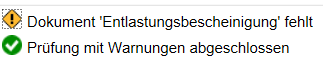 Dokument 'Entlastungsbescheinigung' fehlt
Prüfung mit Warnungen abgeschlossen